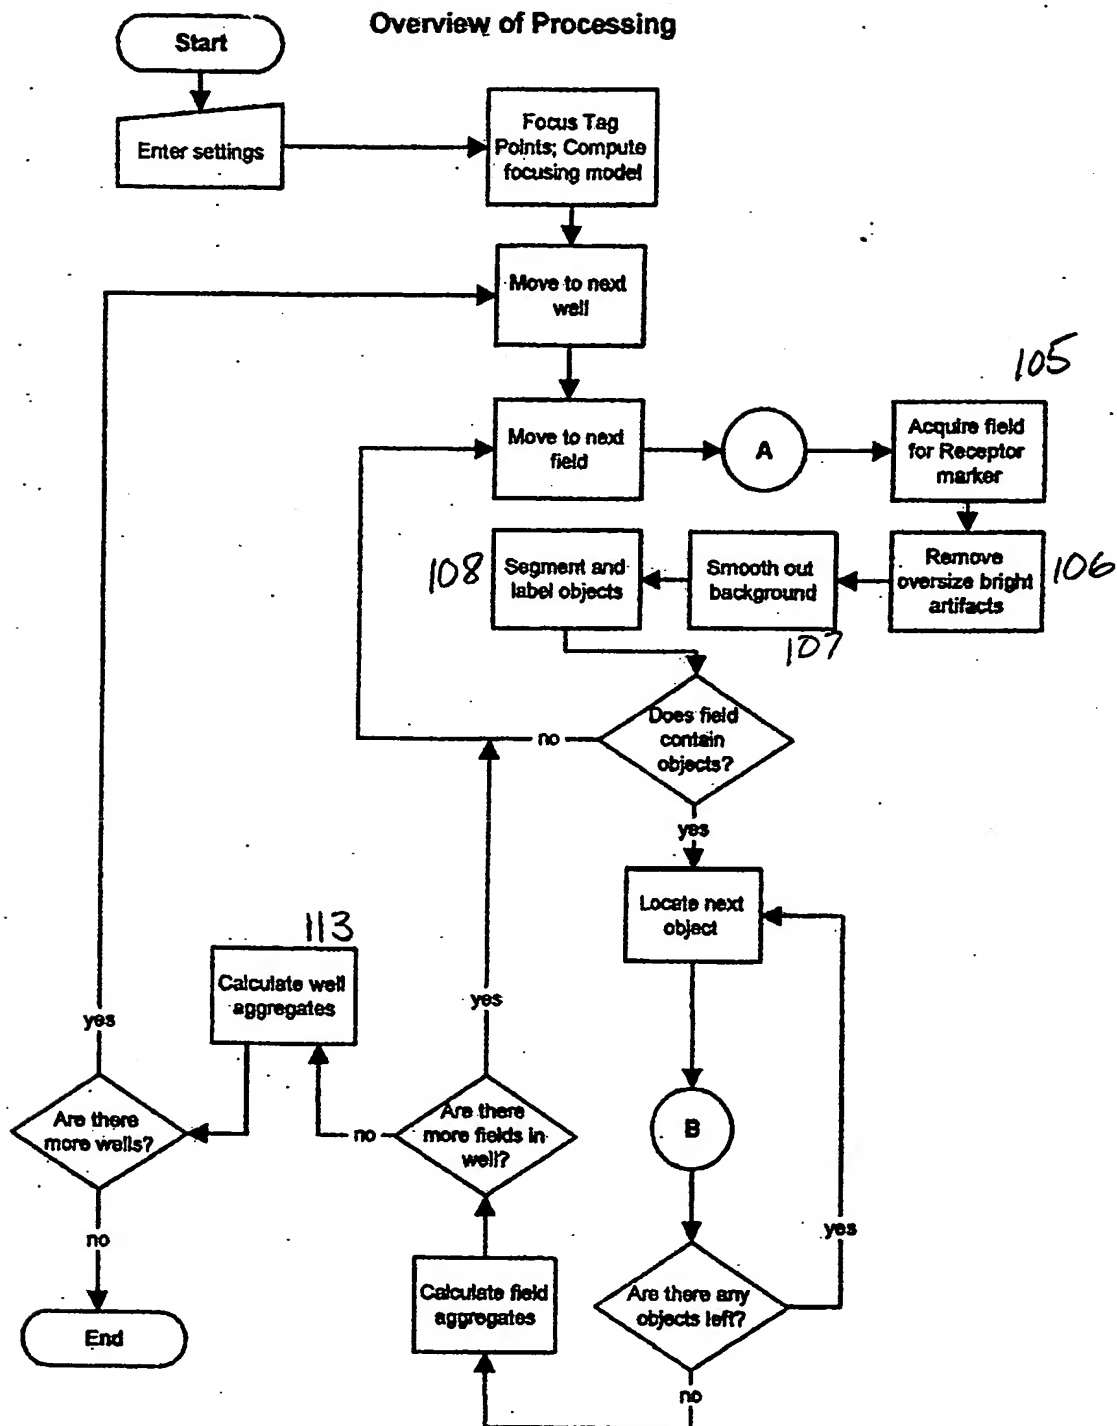 Overview of Processing
Start
Enter settings
Focus Tag
Points; Compute
focusing model
Move to next
well
Move to next
field
A
105
Acquire field
for Receptor
marker
Remove
oversize bright
artifacts
106
Smooth out
background
107
108
Segment and
label objects
Does field
contain
objects?
no
yes
Locate next
object
B
Are there any
objects left?
yes
no
Calculate field
aggregates
Are there
more fields in
well?
yes
no
113
Calculate well
aggregates
Are there
more wells?
yes
no
End